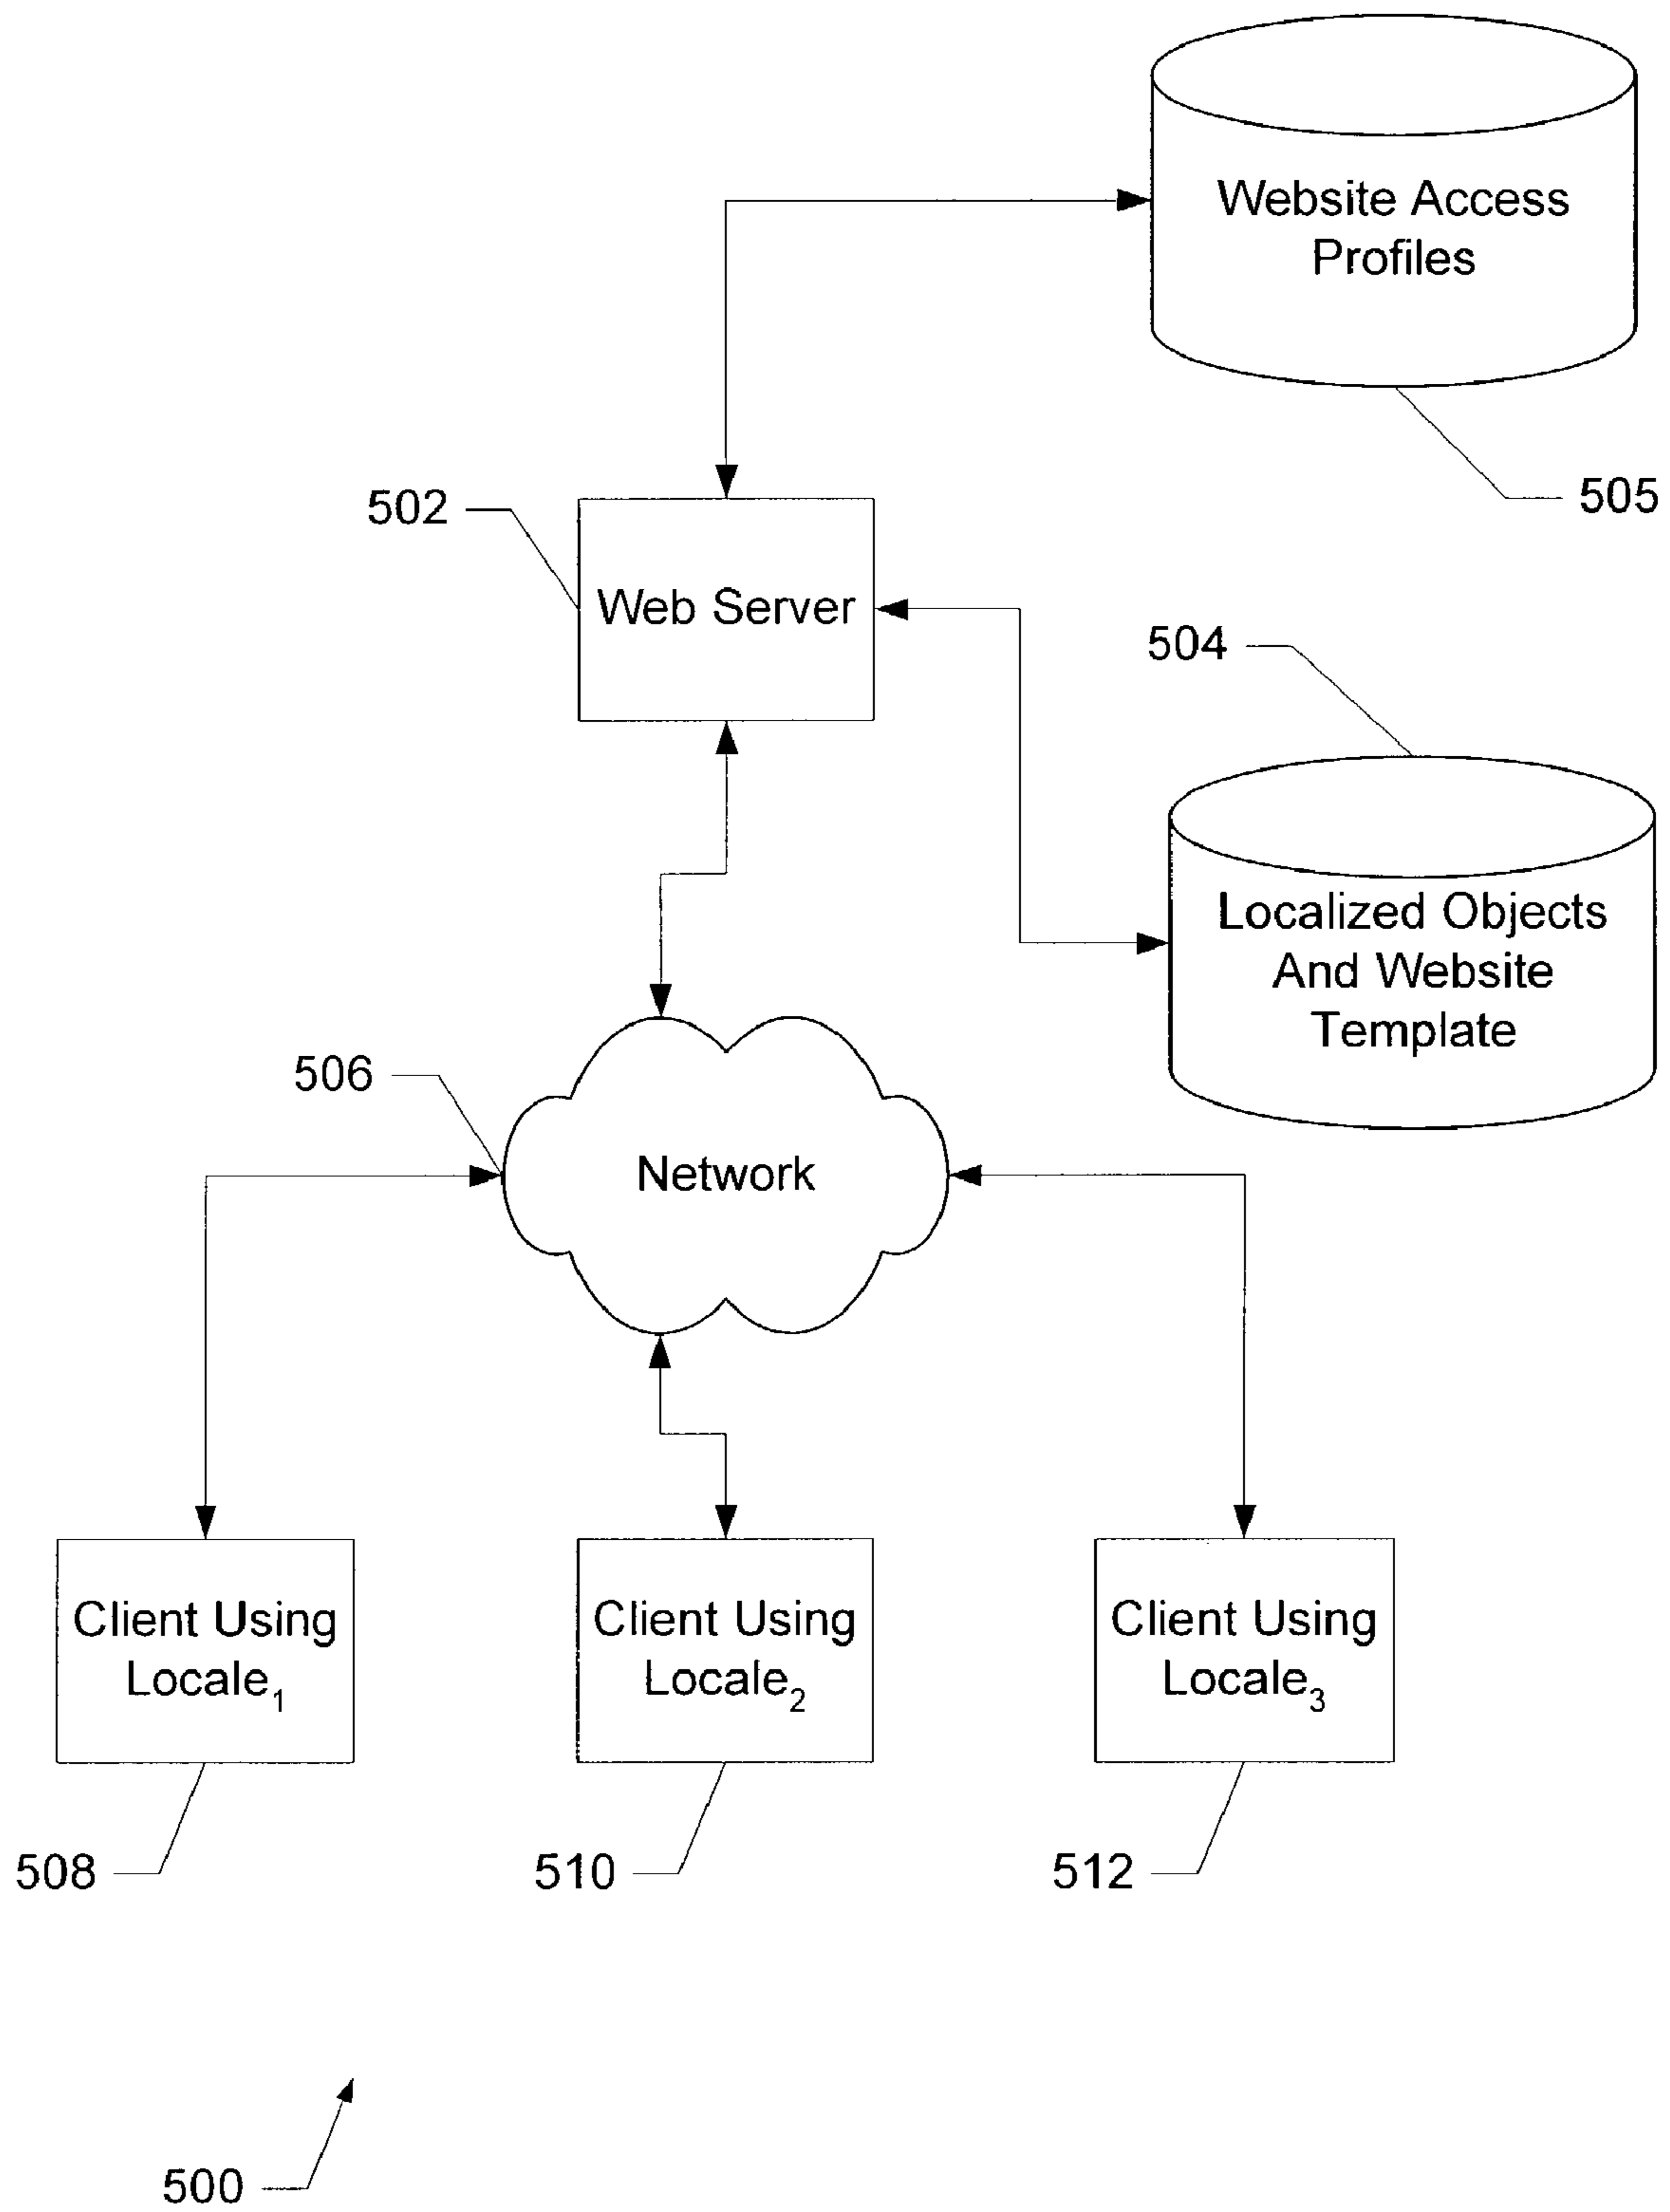 Website Access
Profiles
505
502
Web Server
504
Localized Objects
And Website
Template
506
Network
Client Using
Locale₁
Client Using
Locale₂
Client Using
Locale₃
508
510
512
500